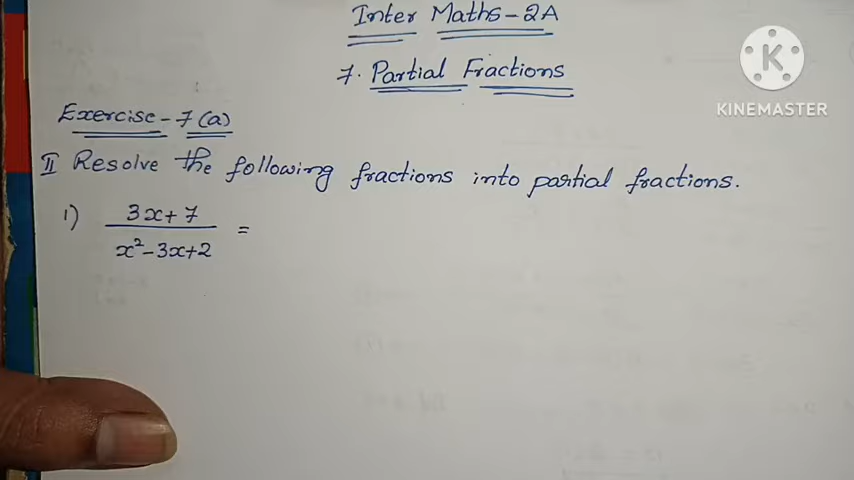 Inter Maths-2A
7. Partial Fractions
KINEMASTER
Exercise-7(a)
II Resolve the following fractions into partial fractions.
1) 3x+7
x²-3x+2 =